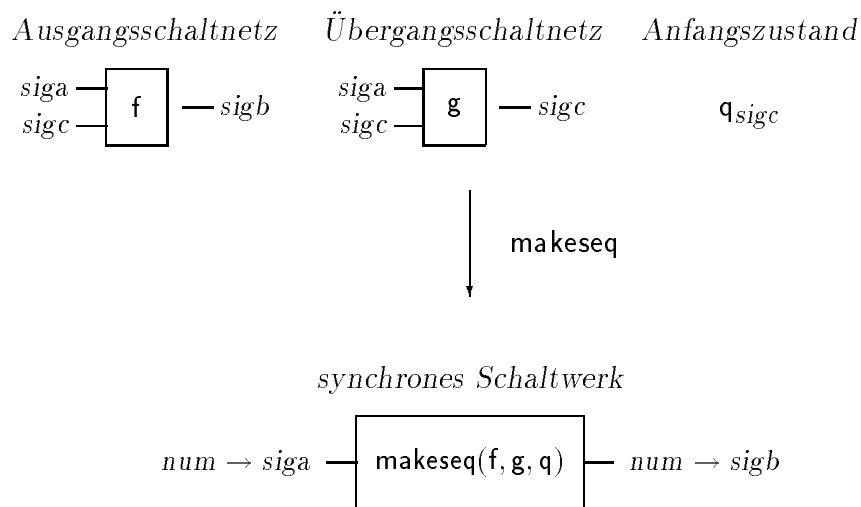 Ausgangsschaltnetz Übergangsschaltnetz Anfangszustand
siga f sigb siga g sigc q_sigc
sigc sigc
makeseq
synchrones Schaltwerk
num → siga makeseq(f, g, q) num → sigb